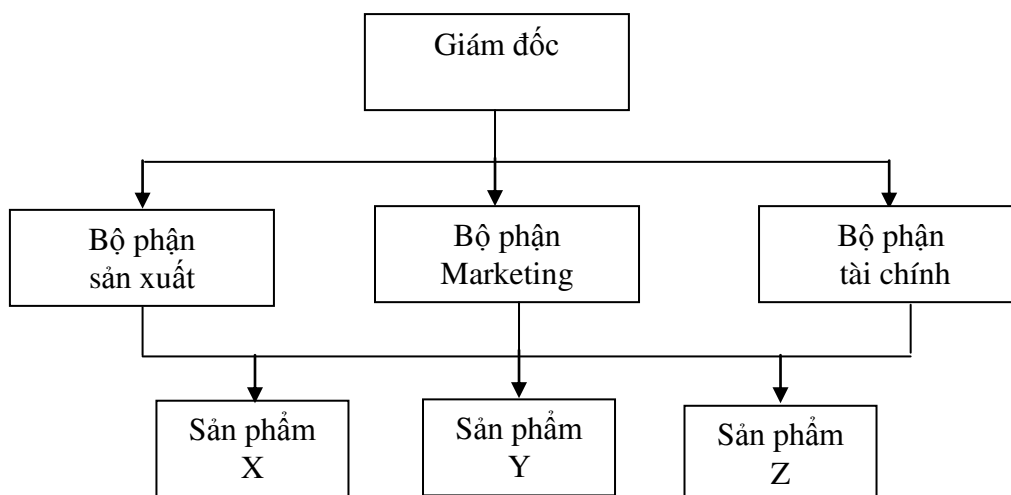 Giám đốc
Bộ phận
sản xuất
Bộ phận
Marketing
Bộ phận
tài chính
Sản phẩm
X
Sản phẩm
Y
Sản phẩm
Z